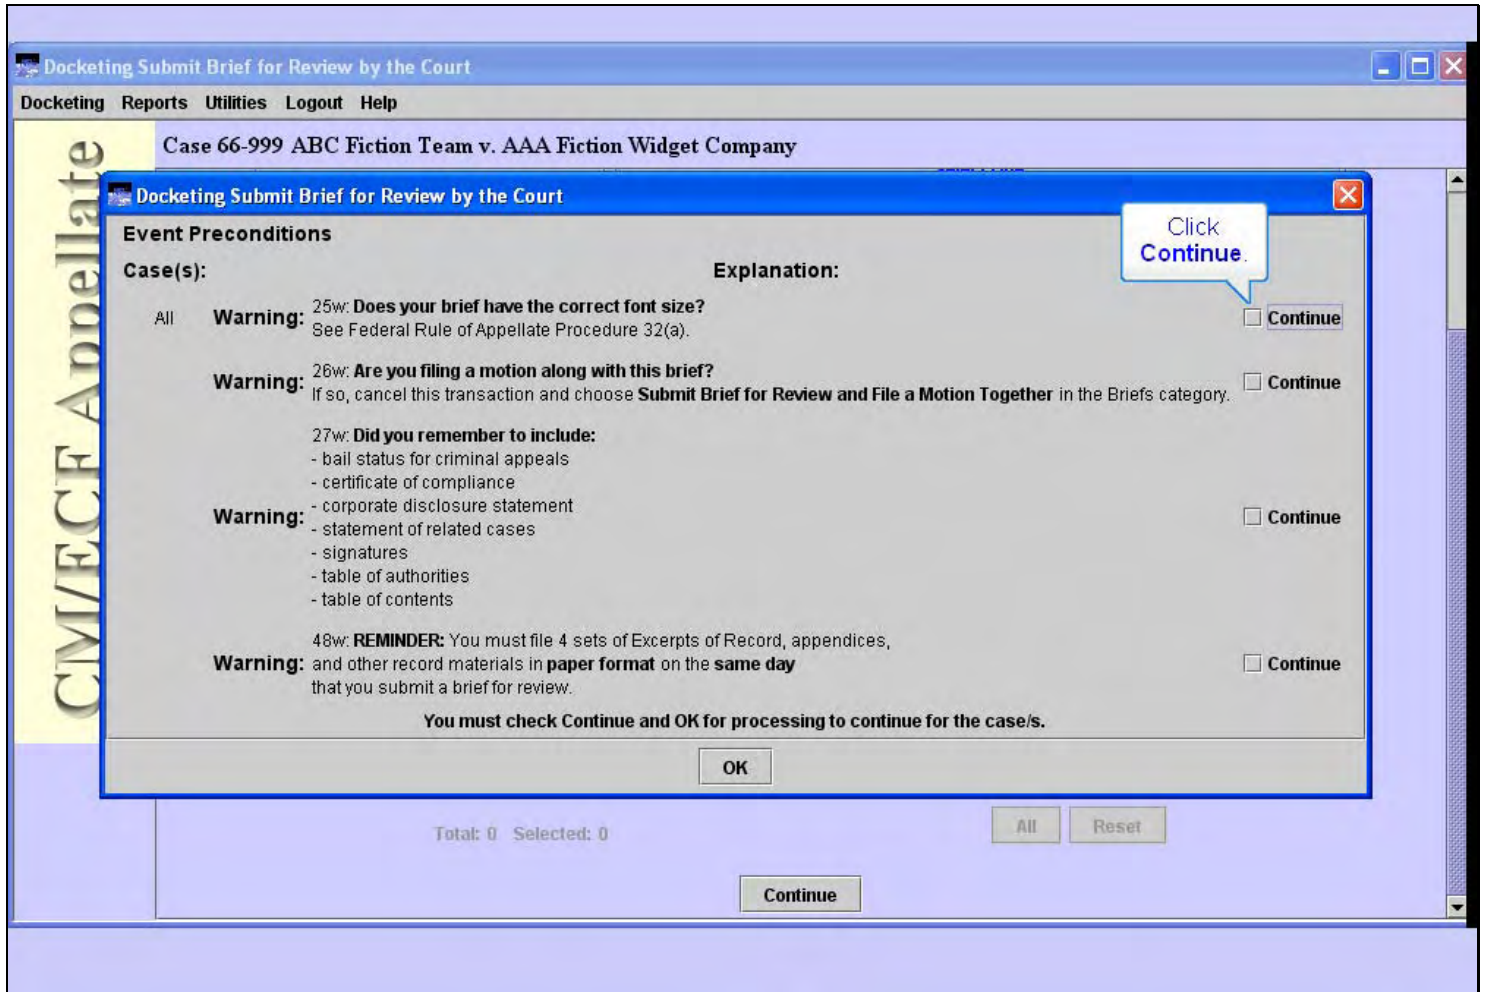 Docketing Submit Brief for Review by the Court
Docketing Reports Utilities Logout Help
CM/ECF Appellate
Case 66-999 ABC Fiction Team v. AAA Fiction Widget Company
Docketing Submit Brief for Review by the Court
Event Preconditions
Click
Continue.
Case(s): Explanation:
All Warning: 25w: Does your brief have the correct font size?
See Federal Rule of Appellate Procedure 32(a).
Continue
Warning: 26w: Are you filing a motion along with this brief?
If so, cancel this transaction and choose Submit Brief for Review and File a Motion Together in the Briefs category.
Continue
Warning: 27w: Did you remember to include:
- bail status for criminal appeals
- certificate of compliance
- corporate disclosure statement
- statement of related cases
- signatures
- table of authorities
- table of contents
Continue
Warning: 48w: REMINDER: You must file 4 sets of Excerpts of Record, appendices,
and other record materials in paper format on the same day
that you submit a brief for review.
Continue
You must check Continue and OK for processing to continue for the case/s.
OK
Total: 0 Selected: 0
All Reset
Continue